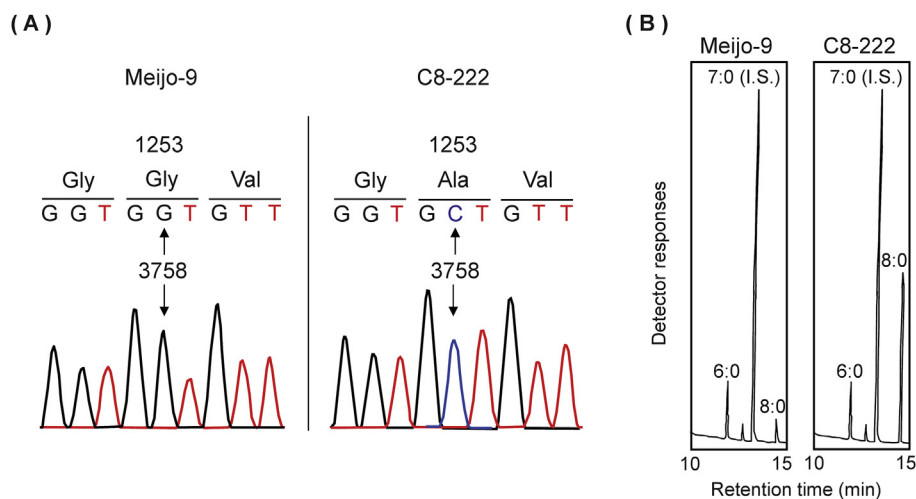 ( A )
Meijo-9 C8-222
1253 1253
Gly Gly Val Gly Ala Val
G G T G G T G T T G G T G C T G T T
3758 3758
( B )
Meijo-9 C8-222
7:0 (I.S.) 7:0 (I.S.)
8:0
6:0 6:0
8:0
Detector responses
10 15 10 15
Retention time (min)